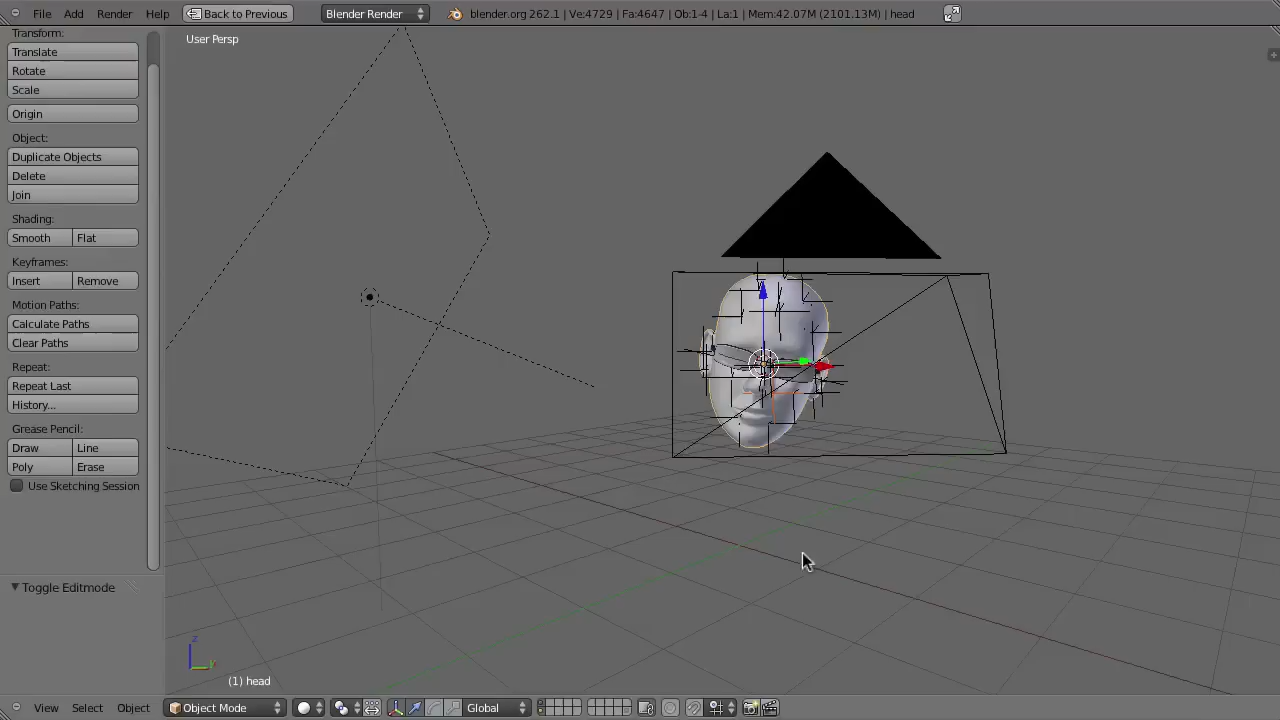 File Add Render Help Back to Previous Blender Render blender.org 262.1 | Ve:4729 | Fa:4647 | Ob:1-4 | La:1 | Mem:42.07M (2101.13M) | head
Transform:
User Persp
Translate
Rotate
Scale
Origin
Object:
Duplicate Objects
Delete
Join
Shading:
Smooth Flat
Keyframes:
Insert Remove
Motion Paths:
Calculate Paths
Clear Paths
Repeat:
Repeat Last
History...
Grease Pencil:
Draw Line
Poly Erase
Use Sketching Session
Toggle Editmode
z
y
(1) head
View Select Object Object Mode Global